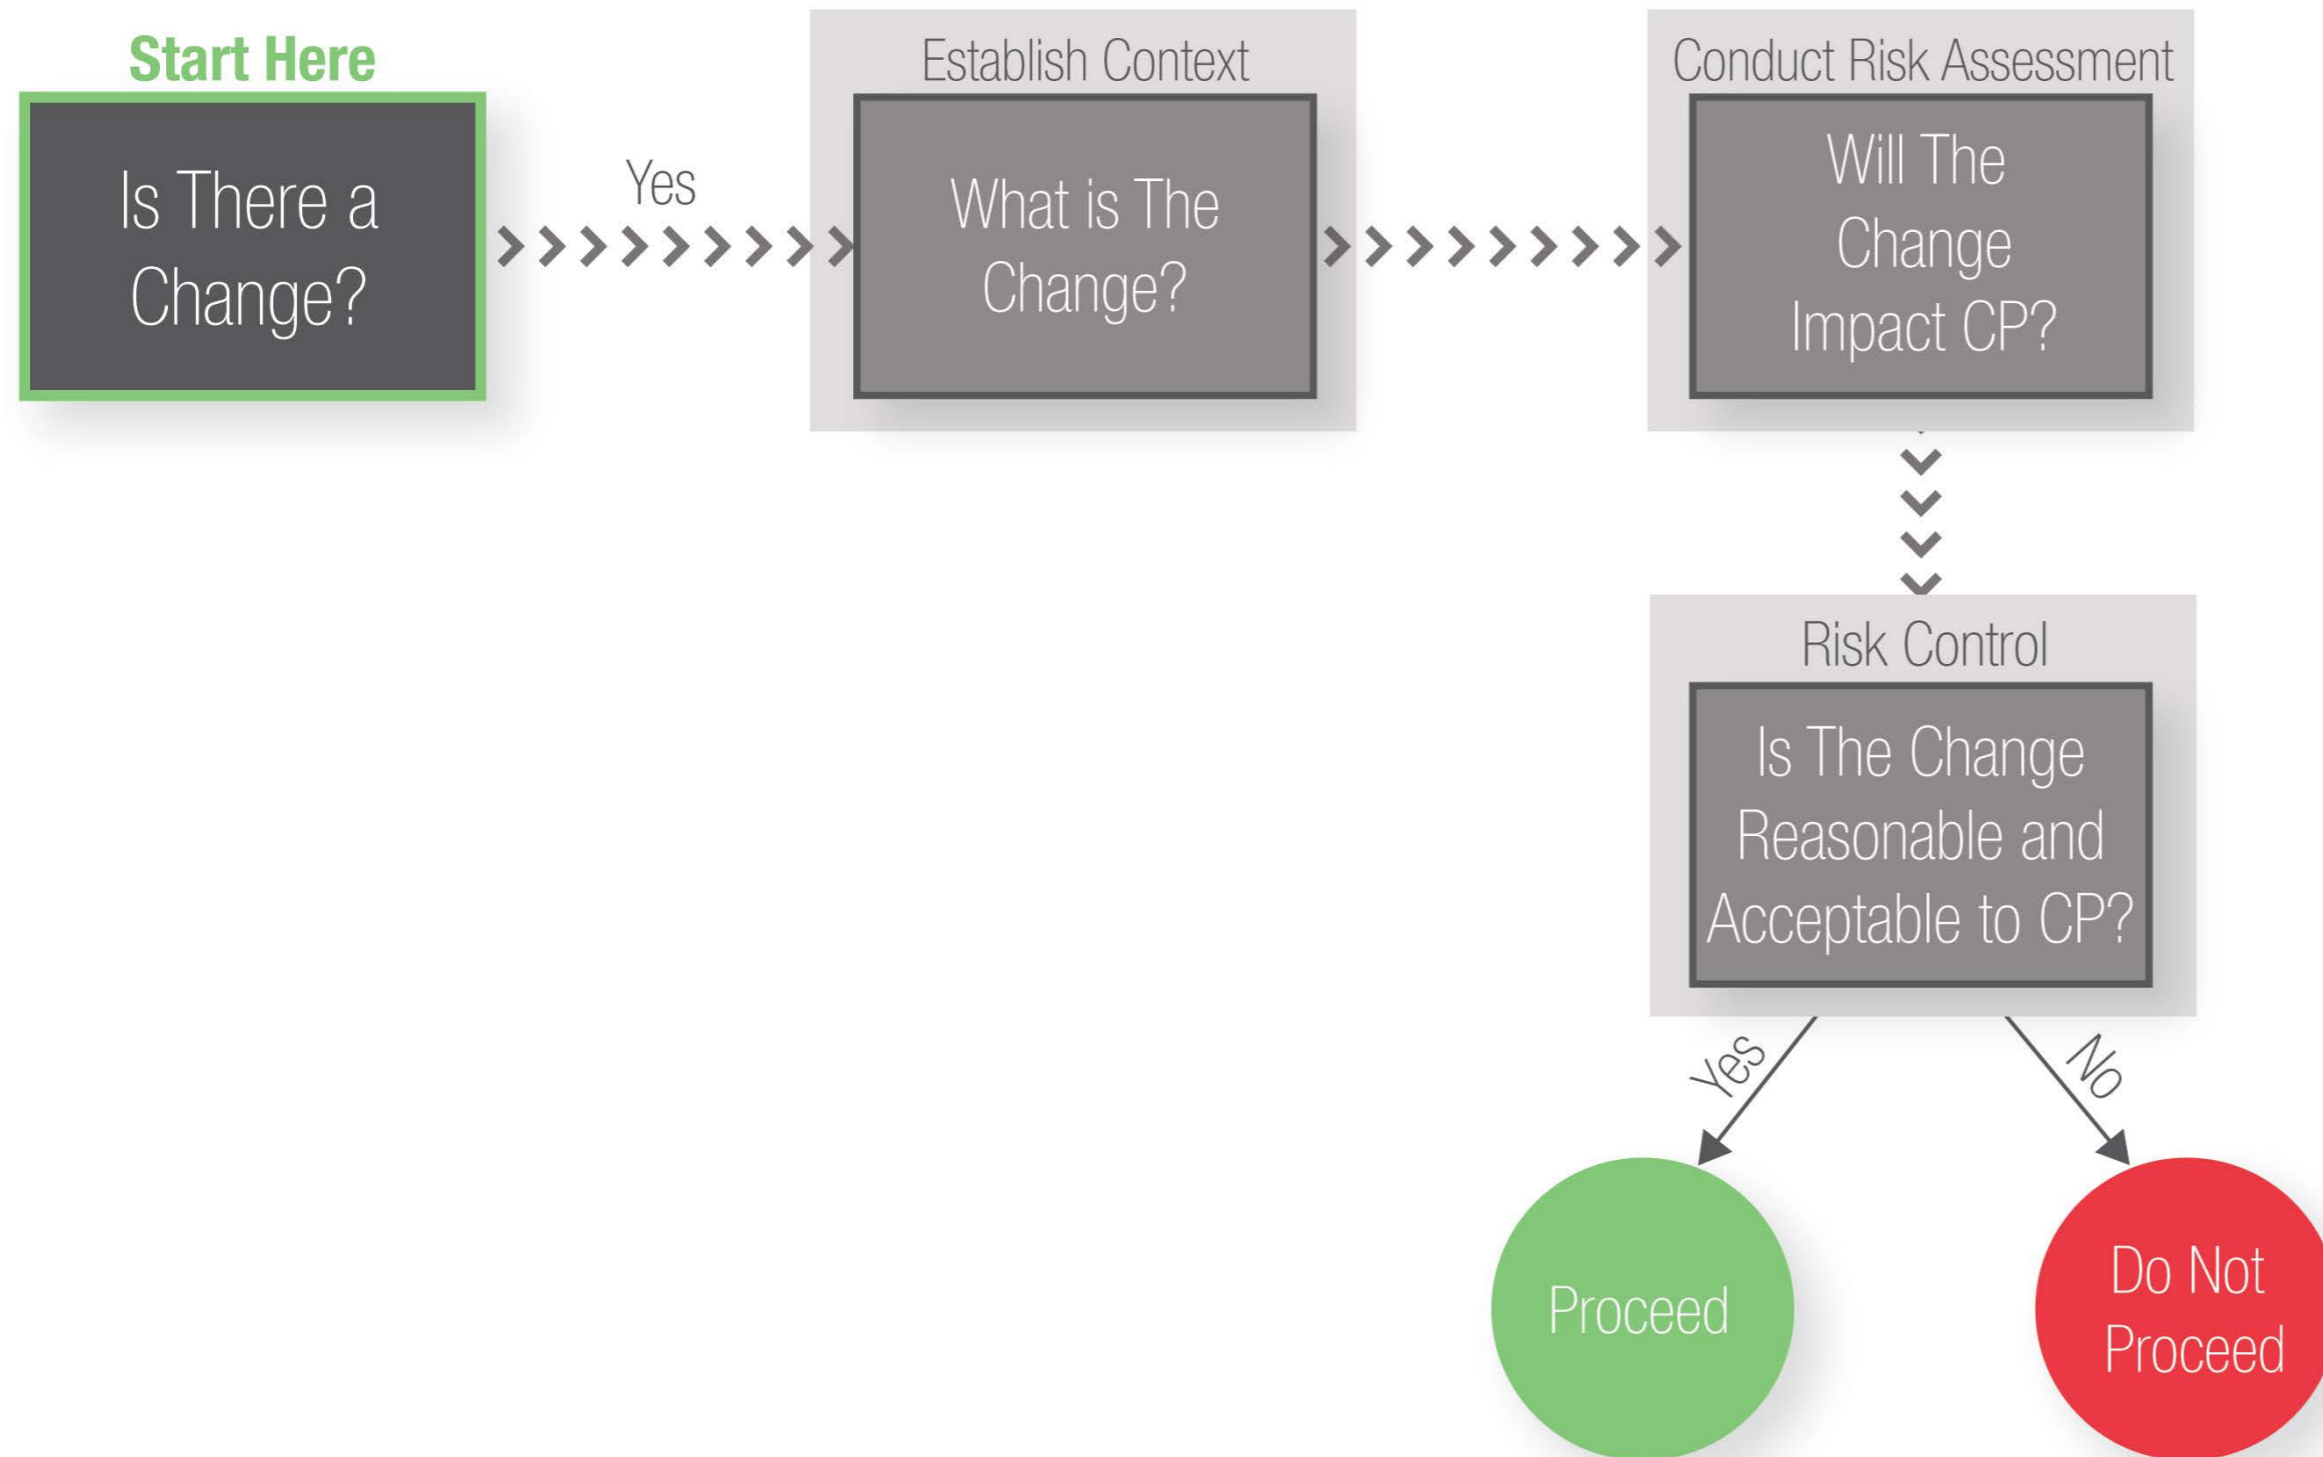 Start Here
Is There a
Change?
Yes
Establish Context
What is The
Change?
Conduct Risk Assessment
Will The
Change
Impact CP?
Risk Control
Is The Change
Reasonable and
Acceptable to CP?
Yes
No
Proceed
Do Not
Proceed